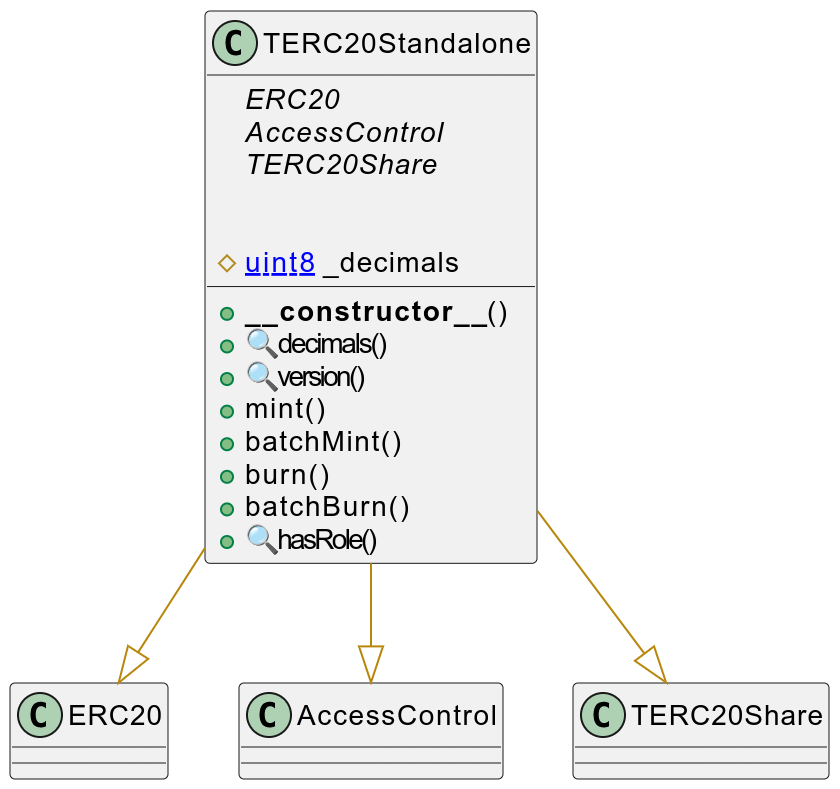 C TERC20Standalone
ERC20
AccessControl
TERC20Share
uint8 _decimals
__constructor__()
🔍decimals()
🔍version()
mint()
batchMint()
burn()
batchBurn()
🔍hasRole()
C ERC20
C AccessControl
C TERC20Share